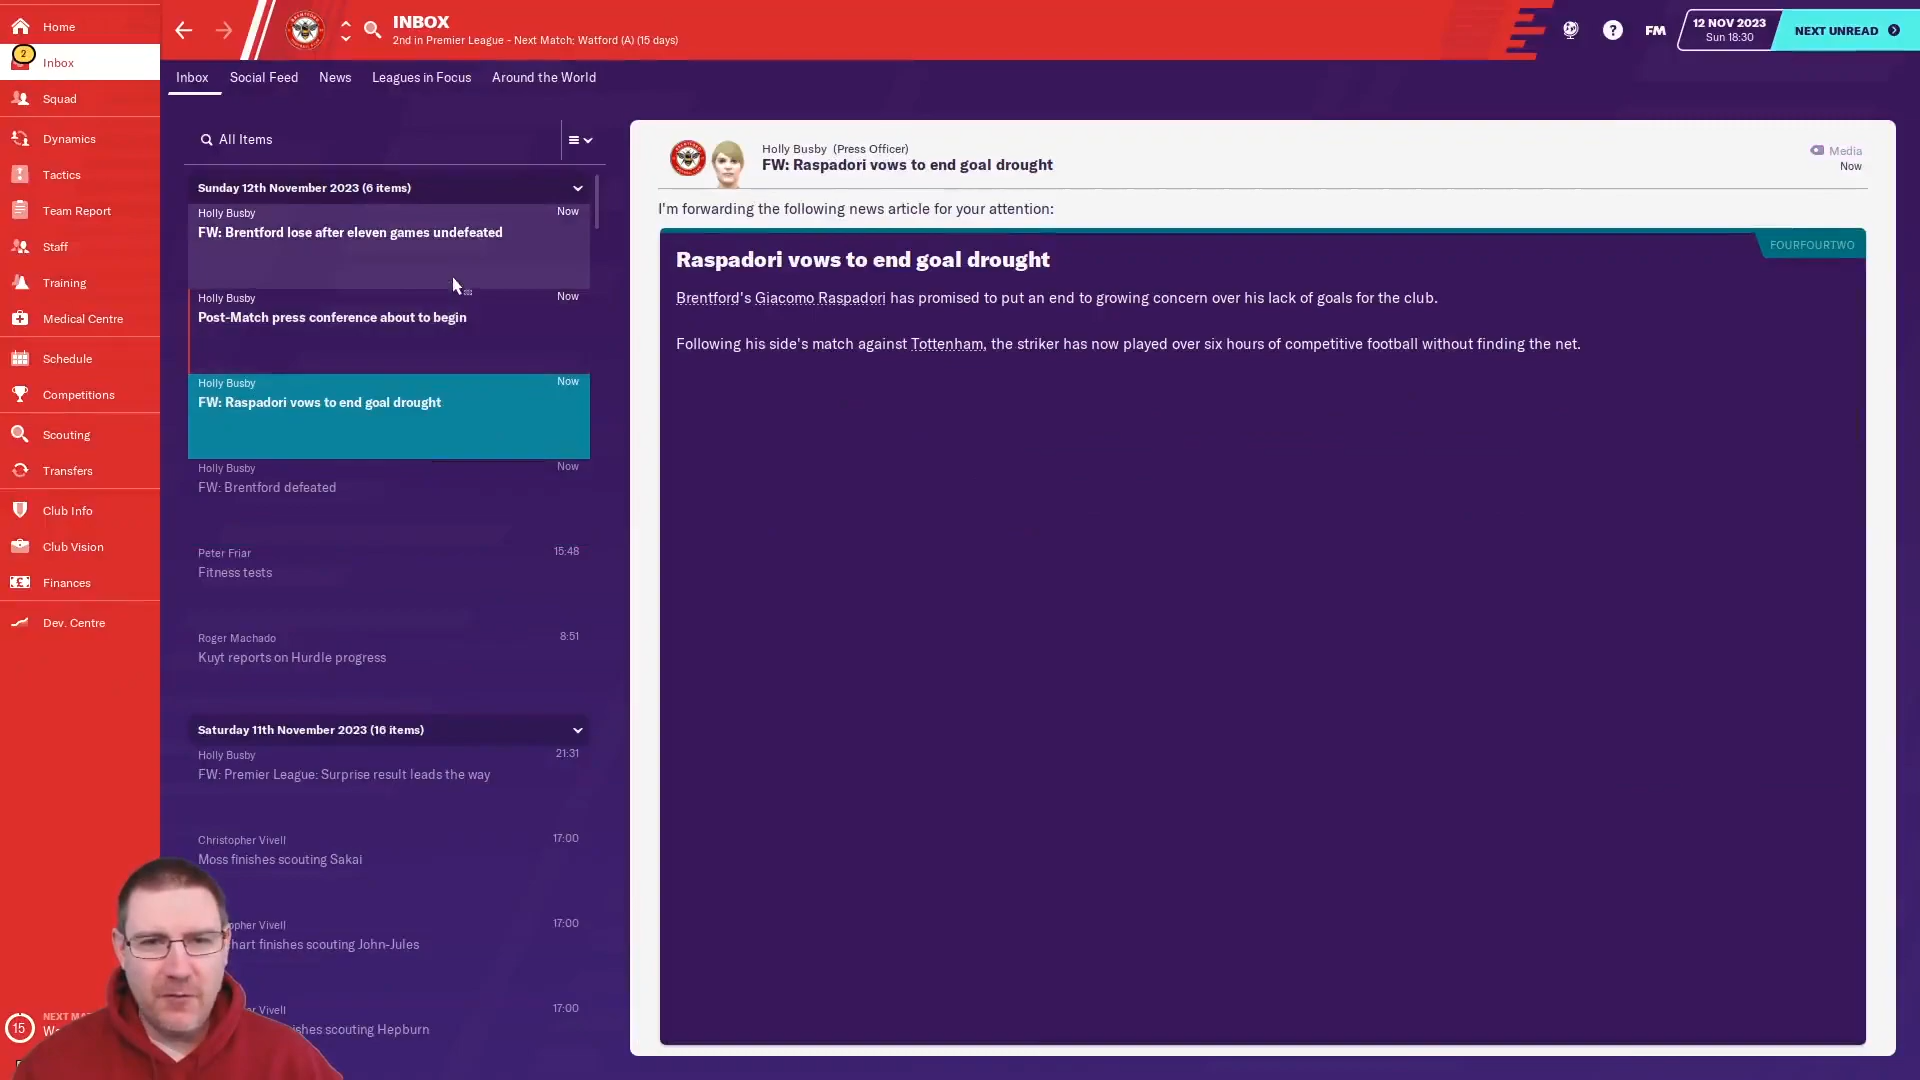 Home
2
Inbox
Squad
Dynamics
Tactics
Team Report
Staff
Training
Medical Centre
Schedule
Competitions
Scouting
Transfers
Club Info
Club Vision
Finances
Dev. Centre
15
NEXT
INBOX
2nd in Premier League - Next Match: Watford (A) (15 days)
FM
12 NOV 2023
Sun 18:30
NEXT UNREAD
Inbox
Social Feed
News
Leagues in Focus
Around the World
All Items
Sunday 12th November 2023 (6 items)
Holly Busby
Now
FW: Brentford lose after eleven games undefeated
Holly Busby
Now
Post-Match press conference about to begin
Holly Busby
Now
FW: Raspadori vows to end goal drought
Holly Busby
Now
FW: Brentford defeated
Peter Friar
15:48
Fitness tests
Roger Machado
8:51
Kuyt reports on Hurdle progress
Saturday 11th November 2023 (16 items)
Holly Busby
21:31
FW: Premier League: Surprise result leads the way
Christopher Vivell
17:00
Moss finishes scouting Sakai
Vivell
17:00
finishes scouting John-Jules
Vivell
17:00
scouting Hepburn
Holly Busby (Press Officer)
FW: Raspadori vows to end goal drought
Media
Now
I'm forwarding the following news article for your attention:
FOURFOURTWO
Raspadori vows to end goal drought
Brentford's Giacomo Raspadori has promised to put an end to growing concern over his lack of goals for the club.
Following his side's match against Tottenham, the striker has now played over six hours of competitive football without finding the net.